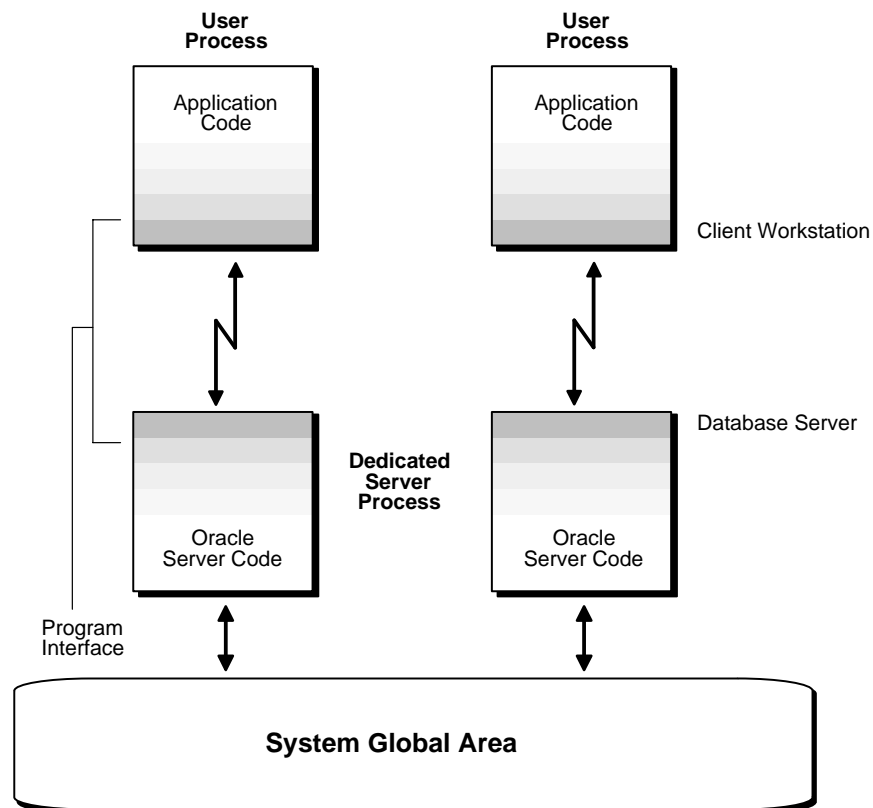 User
Process
User
Process
Application
Code
Application
Code
Client Workstation
Database Server
Dedicated
Server
Process
Oracle
Server Code
Oracle
Server Code
Program
Interface
System Global Area